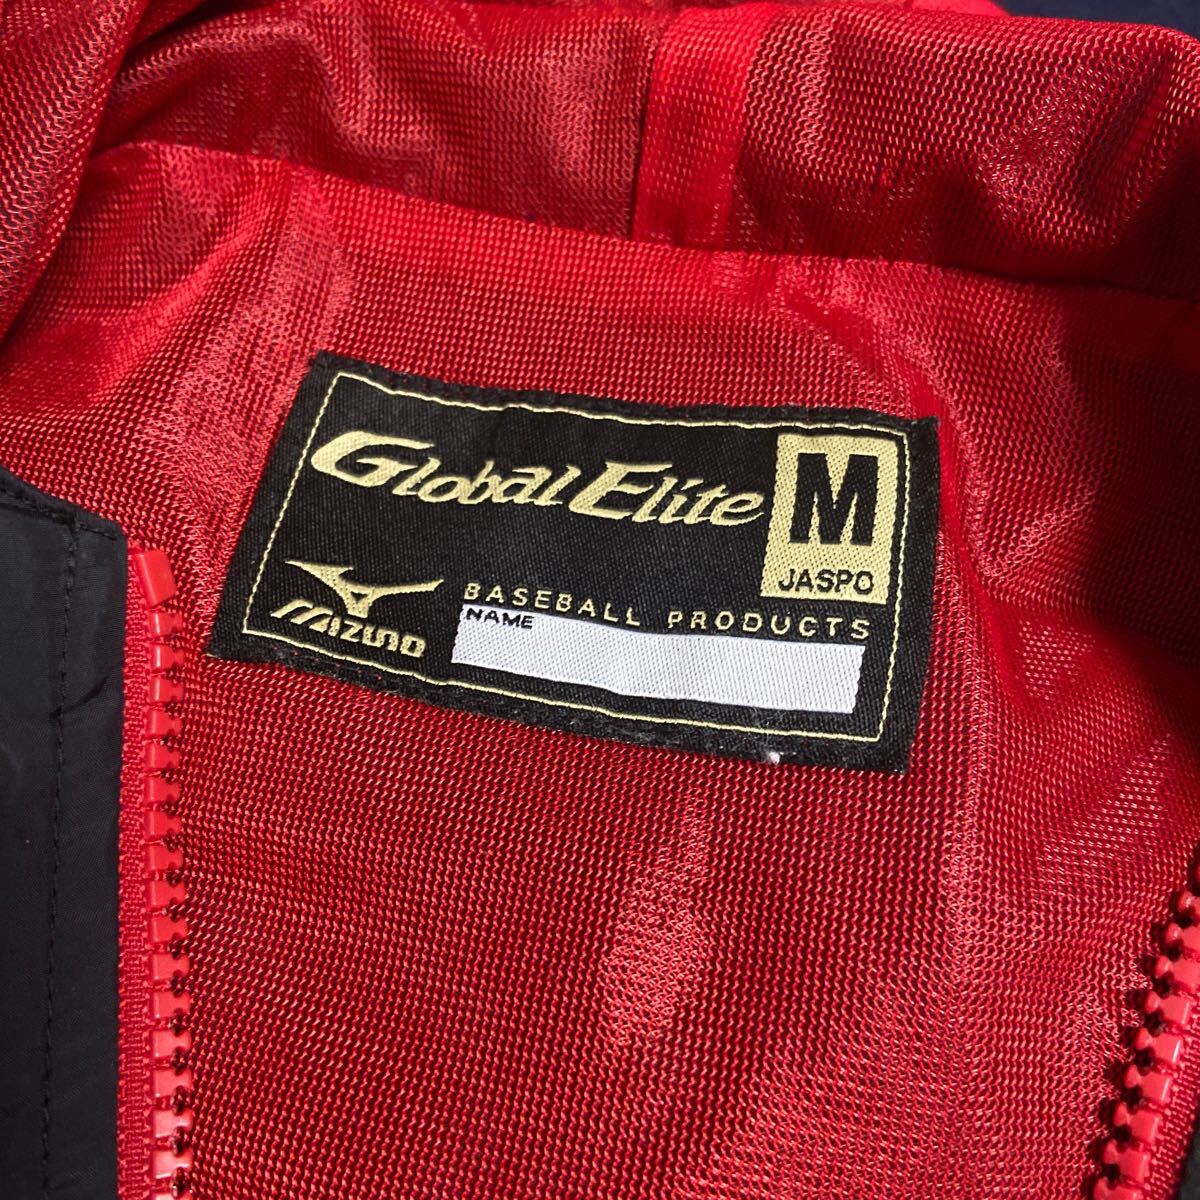 Global Elite
M
JASPO
MIZUNO
BASEBALL PRODUCTS
NAME